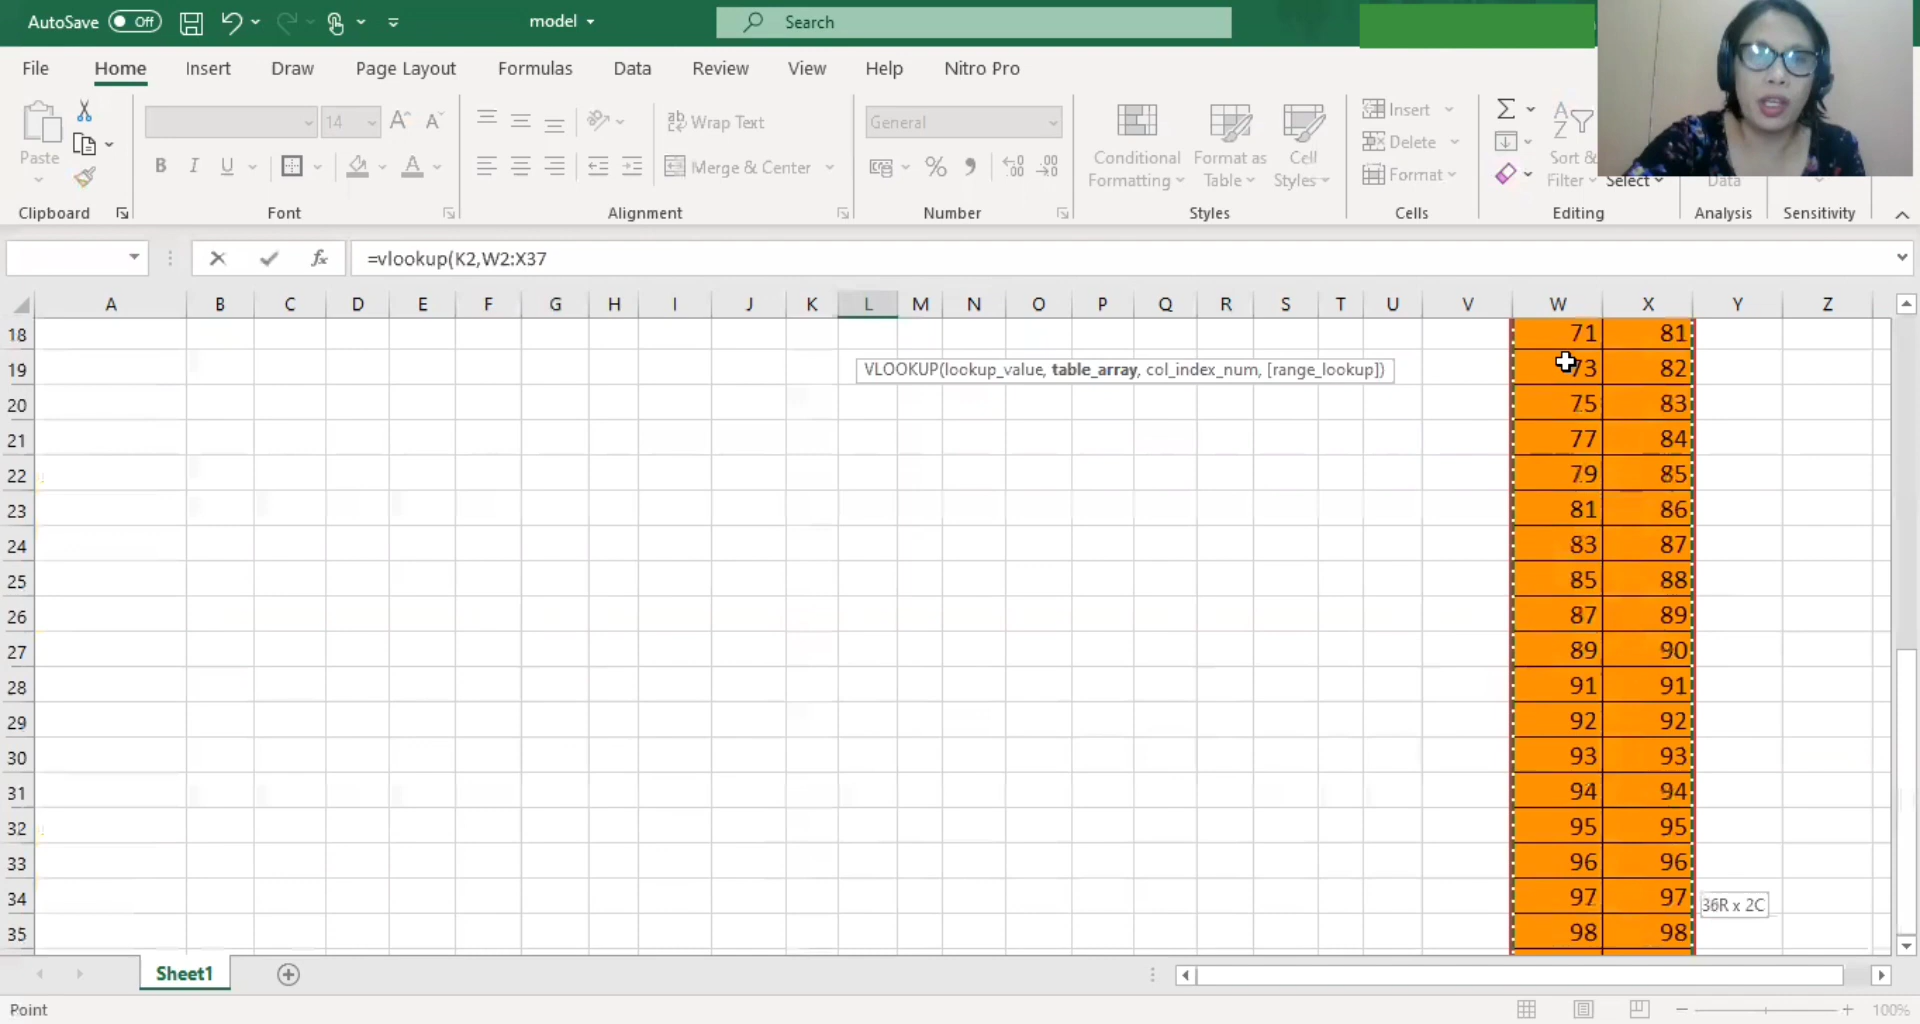 AutoSave Off model Search
File Home Insert Draw Page Layout Formulas Data Review View Help Nitro Pro
Paste
14
Wrap Text
Merge & Center
General
Conditional Formatting
Format as Table
Cell Styles
Insert
Delete
Format
Sort & Filter
Select
Data
Clipboard Font Alignment Number Styles Cells Editing Analysis Sensitivity
fx =vlookup(K2,W2:X37
A B C D E F G H I J K L M N O P Q R S T U V W X Y Z
18 71 81
19 VLOOKUP(lookup_value, table_array, col_index_num, [range_lookup]) 73 82
20 75 83
21 77 84
22 79 85
23 81 86
24 83 87
25 85 88
26 87 89
27 89 90
28 91 91
29 92 92
30 93 93
31 94 94
32 95 95
33 96 96
34 97 97 36R x 2C
35 98 98
Sheet1
Point 100%